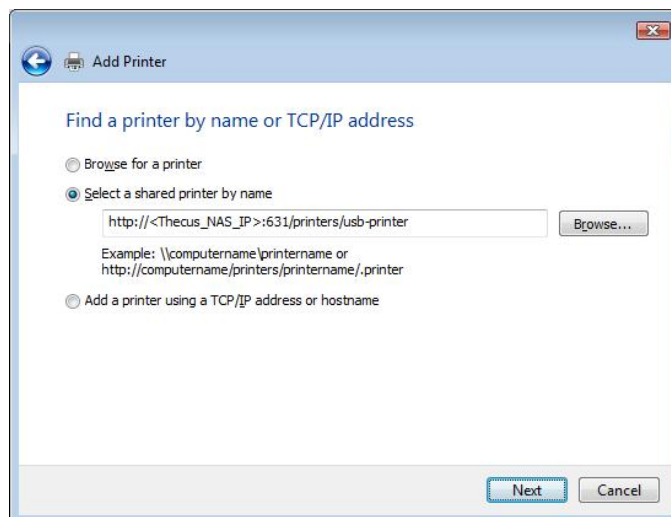 Add Printer
Find a printer by name or TCP/IP address
Browse for a printer
Select a shared printer by name
http://<Thecus_NAS_IP>:631/printers/usb-printer
Browse...
Example: \\computername\printername or
http://computername/printers/printername/.printer
Add a printer using a TCP/IP address or hostname
Next
Cancel